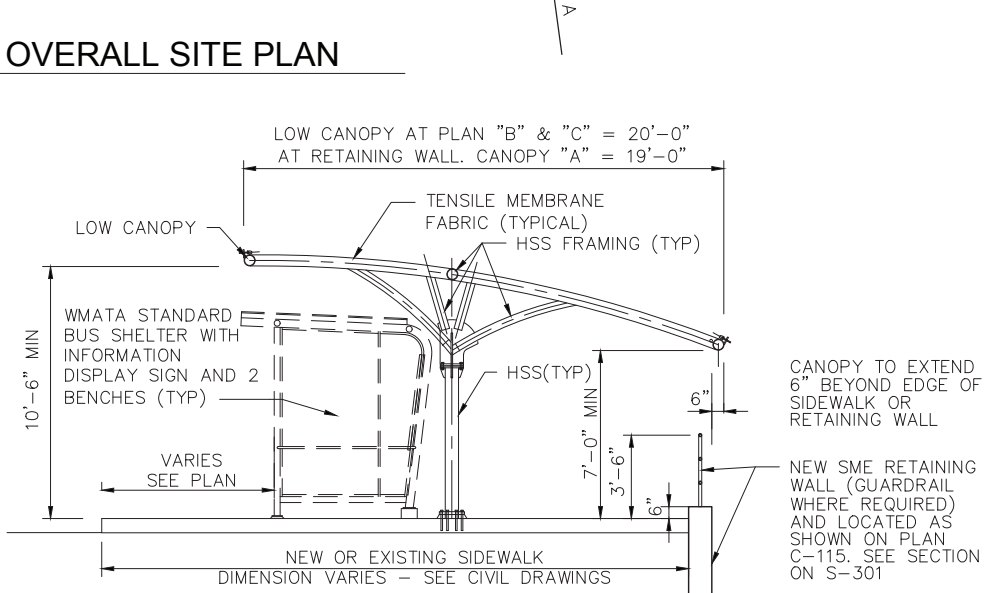 A
OVERALL SITE PLAN
LOW CANOPY AT PLAN "B" & "C" = 20'-0"
AT RETAINING WALL. CANOPY "A" = 19'-0"
TENSILE MEMBRANE
FABRIC (TYPICAL)
LOW CANOPY
HSS FRAMING (TYP)
WMATA STANDARD
BUS SHELTER WITH
INFORMATION
DISPLAY SIGN AND 2
BENCHES (TYP)
10'-6" MIN
HSS(TYP)
7'-0" MIN
3'-6"
6"
6"
CANOPY TO EXTEND
6" BEYOND EDGE OF
SIDEWALK OR
RETAINING WALL
VARIES
SEE PLAN
NEW SME RETAINING
WALL (GUARDRAIL
WHERE REQUIRED)
AND LOCATED AS
SHOWN ON PLAN
C-115. SEE SECTION
ON S-301
NEW OR EXISTING SIDEWALK
DIMENSION VARIES - SEE CIVIL DRAWINGS